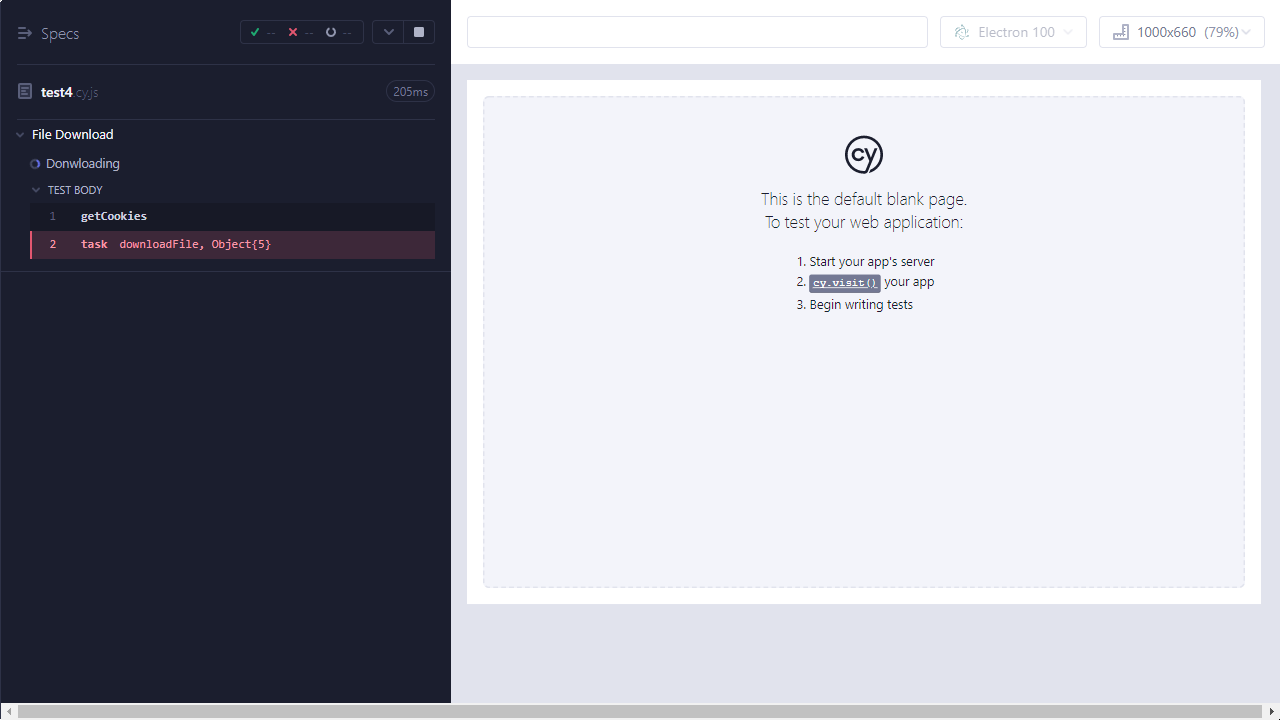 Specs
--
--
--
test4.cy.js
205ms
File Download
Donwloading
TEST BODY
1 getCookies
2 task downloadFile, Object{5}
Electron 100
1000x660 (79%)
cy
This is the default blank page.
To test your web application:
1. Start your app's server
2. cy.visit() your app
3. Begin writing tests